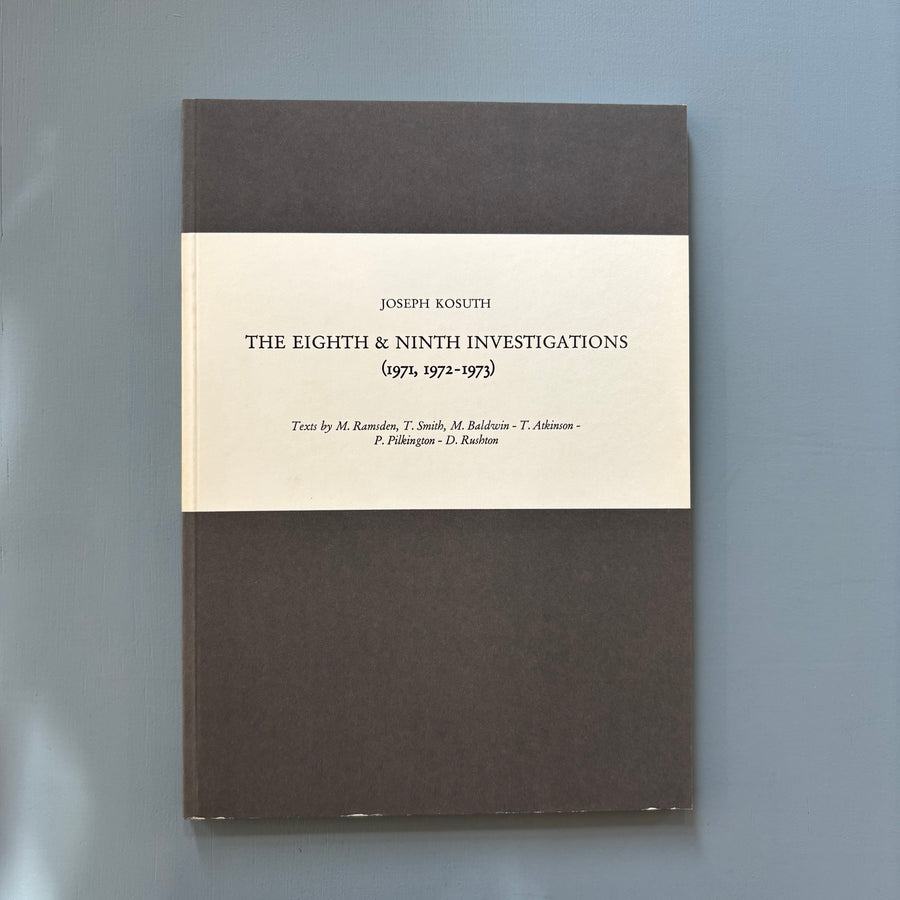 JOSEPH KOSUTH
THE EIGHTH & NINTH INVESTIGATIONS
(1971, 1972-1973)
Texts by M. Ramsden, T. Smith, M. Baldwin - T. Atkinson -
P. Pilkington - D. Rushton